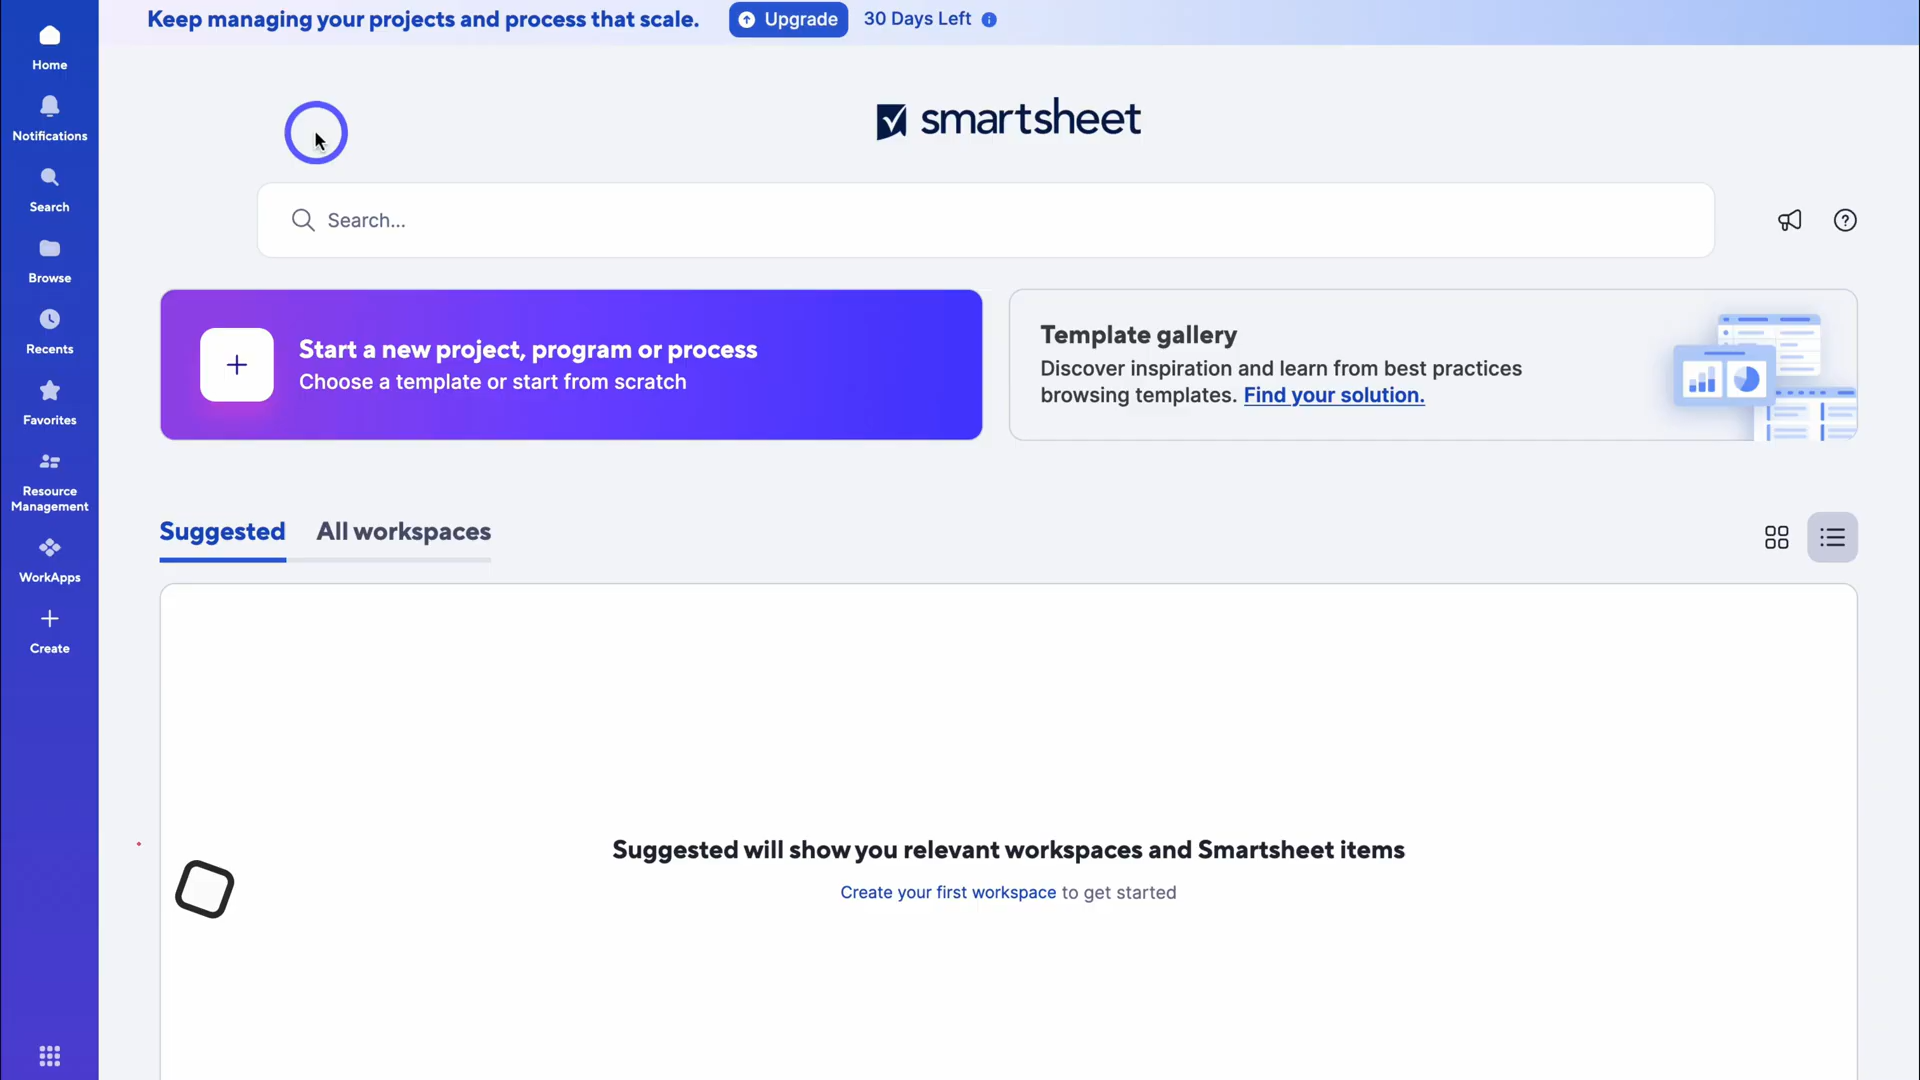 Keep managing your projects and process that scale.
Upgrade
30 Days Left
Home
Notifications
Search
Browse
Recents
Favorites
Resource
Management
WorkApps
Create
smartsheet
Search...
Start a new project, program or process
Choose a template or start from scratch
Template gallery
Discover inspiration and learn from best practices
browsing templates. Find your solution.
Suggested
All workspaces
Suggested will show you relevant workspaces and Smartsheet items
Create your first workspace to get started